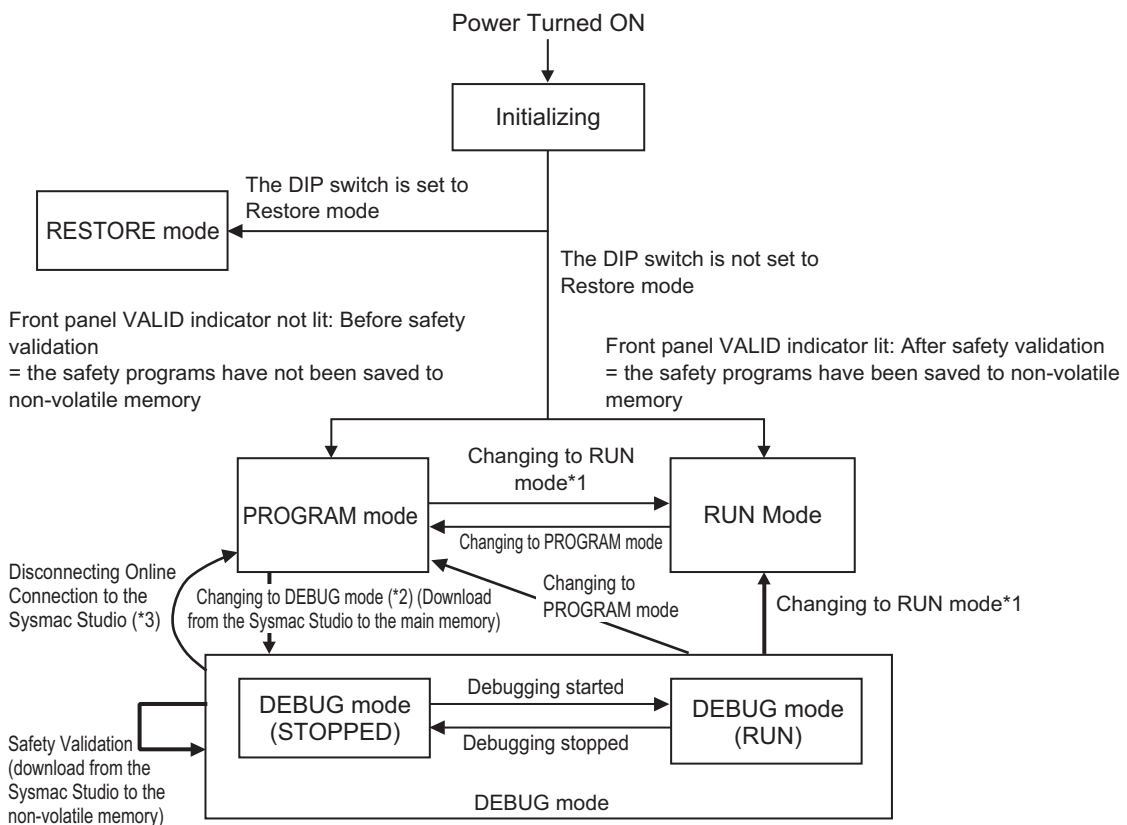 Power Turned ON
Initializing
The DIP switch is set to
Restore mode
RESTORE mode
The DIP switch is not set to
Restore mode
Front panel VALID indicator not lit: Before safety
validation
= the safety programs have not been saved to
non-volatile memory
Front panel VALID indicator lit: After safety validation
= the safety programs have been saved to non-volatile
memory
Changing to RUN
mode*1
PROGRAM mode
RUN Mode
Changing to PROGRAM mode
Disconnecting Online
Connection to the
Sysmac Studio (*3)
Changing to DEBUG mode (*2) (Download
from the Sysmac Studio to the main memory)
Changing to
PROGRAM mode
Changing to RUN mode*1
DEBUG mode
(STOPPED)
Debugging started
Debugging stopped
DEBUG mode
(RUN)
Safety Validation
(download from the
Sysmac Studio to the
non-volatile memory)
DEBUG mode